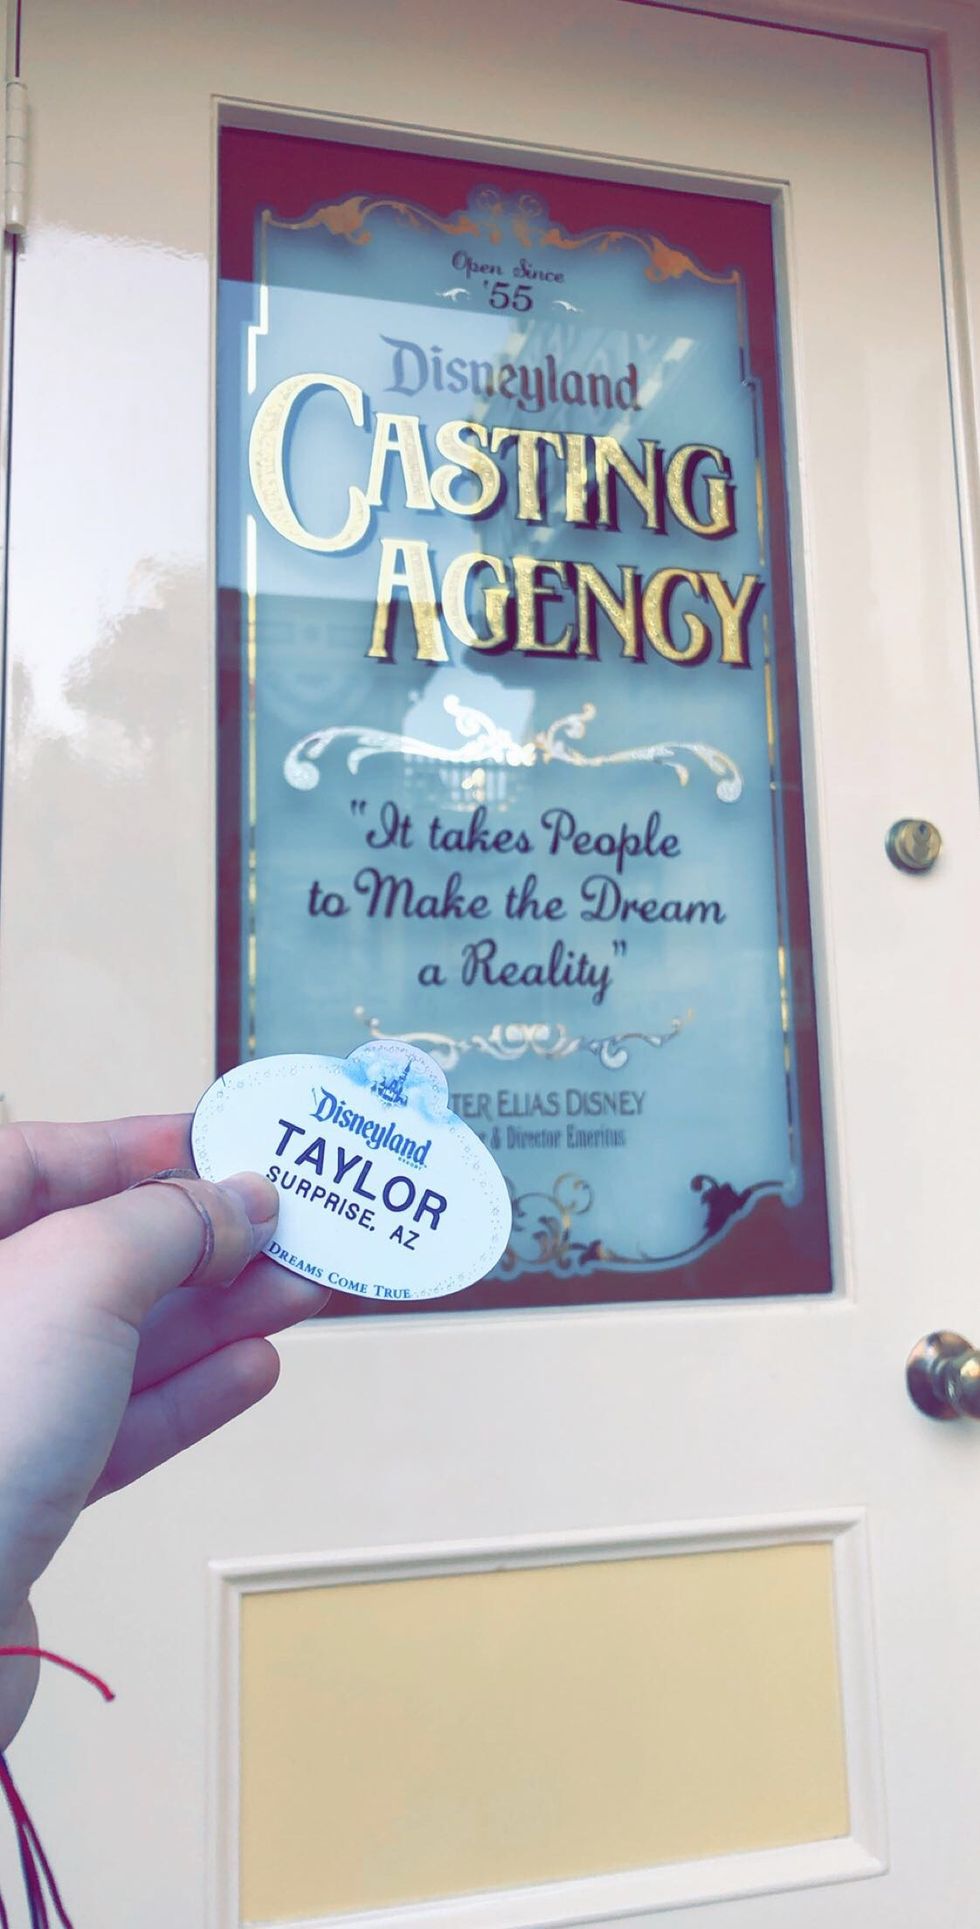 Open Since
'55
Disneyland
CASTING
AGENCY
"It takes People
to Make the Dream
a Reality"
TER ELIAS DISNEY
& Director Emeritus
Disneyland
RESORT
TAYLOR
SURPRISE, AZ
DREAMS COME TRUE